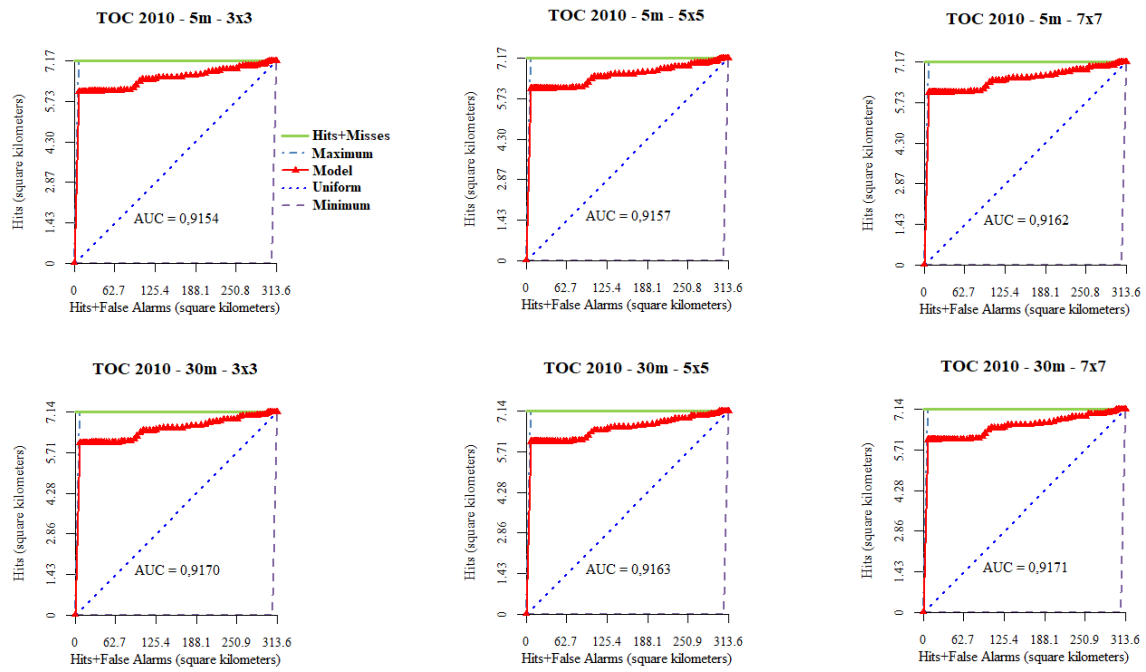 TOC 2010 - 5m - 3x3
Hits (square kilometers)
7.17
5.73
4.30
2.87
1.43
0
Hits+Misses
Maximum
Model
Uniform
Minimum
AUC = 0,9154
0 62.7 125.4 188.1 250.8 313.6
Hits+False Alarms (square kilometers)
TOC 2010 - 5m - 5x5
Hits (square kilometers)
7.17
5.73
4.30
2.87
1.43
0
AUC = 0,9157
0 62.7 125.4 188.1 250.8 313.6
Hits+False Alarms (square kilometers)
TOC 2010 - 5m - 7x7
Hits (square kilometers)
7.17
5.73
4.30
2.87
1.43
0
AUC = 0,9162
0 62.7 125.4 188.1 250.8 313.6
Hits+False Alarms (square kilometers)
TOC 2010 - 30m - 3x3
Hits (square kilometers)
7.14
5.71
4.28
2.86
1.43
0
AUC = 0,9170
0 62.7 125.4 188.1 250.9 313.6
Hits+False Alarms (square kilometers)
TOC 2010 - 30m - 5x5
Hits (square kilometers)
7.14
5.71
4.28
2.86
1.43
0
AUC = 0,9163
0 62.7 125.4 188.1 250.9 313.6
Hits+False Alarms (square kilometers)
TOC 2010 - 30m - 7x7
Hits (square kilometers)
7.14
5.71
4.28
2.86
1.43
0
AUC = 0,9171
0 62.7 125.4 188.1 250.9 313.6
Hits+False Alarms (square kilometers)